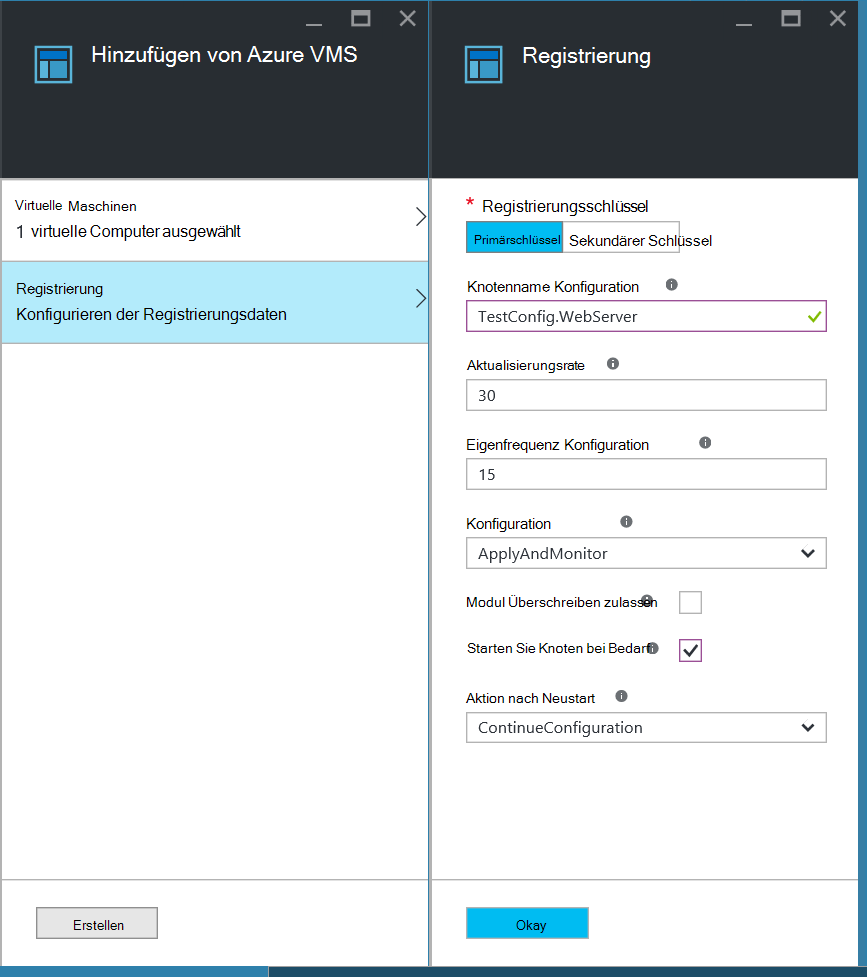 Hinzufügen von Azure VMS
Virtuelle Maschinen
1 virtuelle Computer ausgewählt
Registrierung
Konfigurieren der Registrierungsdaten
Erstellen
Registrierung
* Registrierungsschlüssel
Primärschlüssel Sekundärer Schlüssel
Knotenname Konfiguration
TestConfig.WebServer
Aktualisierungsrate
30
Eigenfrequenz Konfiguration
15
Konfiguration
ApplyAndMonitor
Modul Überschreiben zulassen
Starten Sie Knoten bei Bedarf
Aktion nach Neustart
ContinueConfiguration
Okay